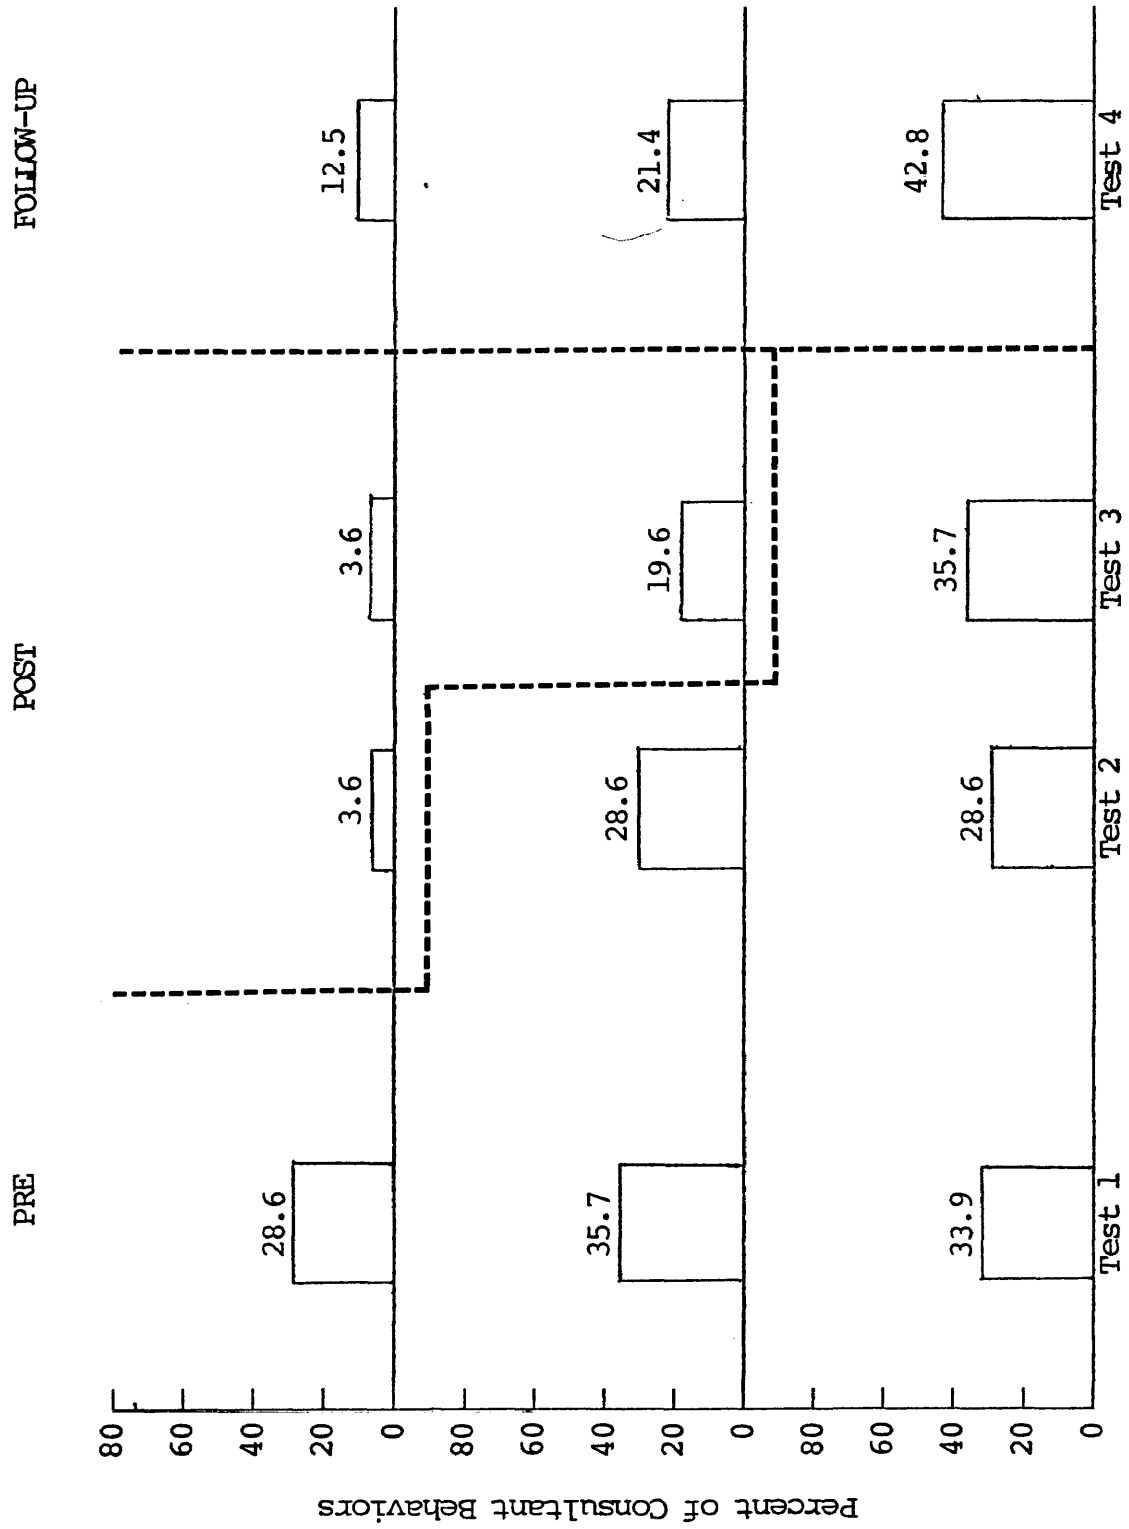 PRE POST FOLLOW-UP
Percent of Consultant Behaviors
80
60
40
20
0
28.6 3.6 3.6 12.5
80
60
40
20
0
35.7 28.6 19.6 21.4
80
60
40
20
0
33.9 28.6 35.7 42.8
Test 1 Test 2 Test 3 Test 4